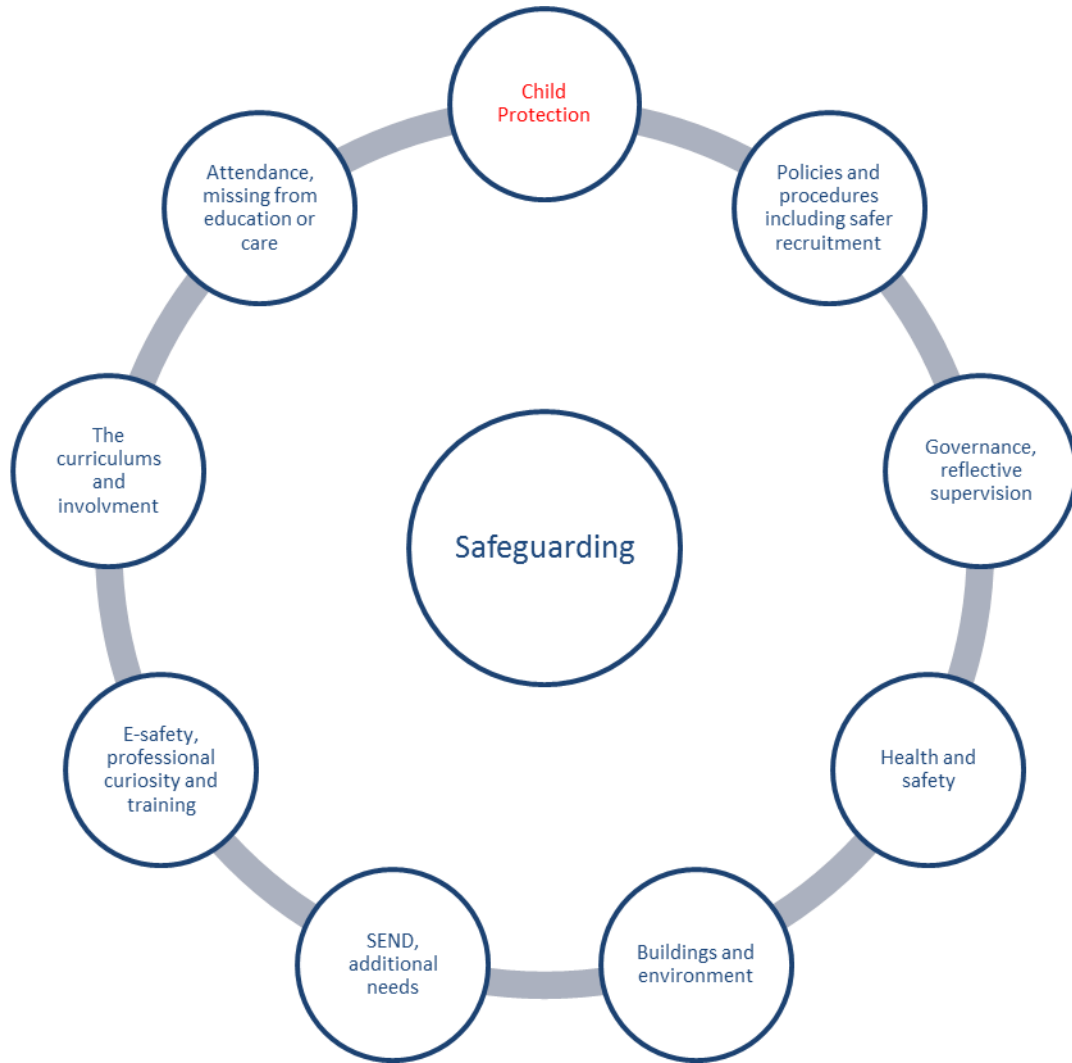 Child
Protection
Policies and
procedures
including safer
recruitment
Governance,
reflective
supervision
Health and
safety
Buildings and
environment
SEND,
additional
needs
E-safety,
professional
curiosity and
training
The
curriculums
and
involvment
Attendance,
missing from
education or
care
Safeguarding